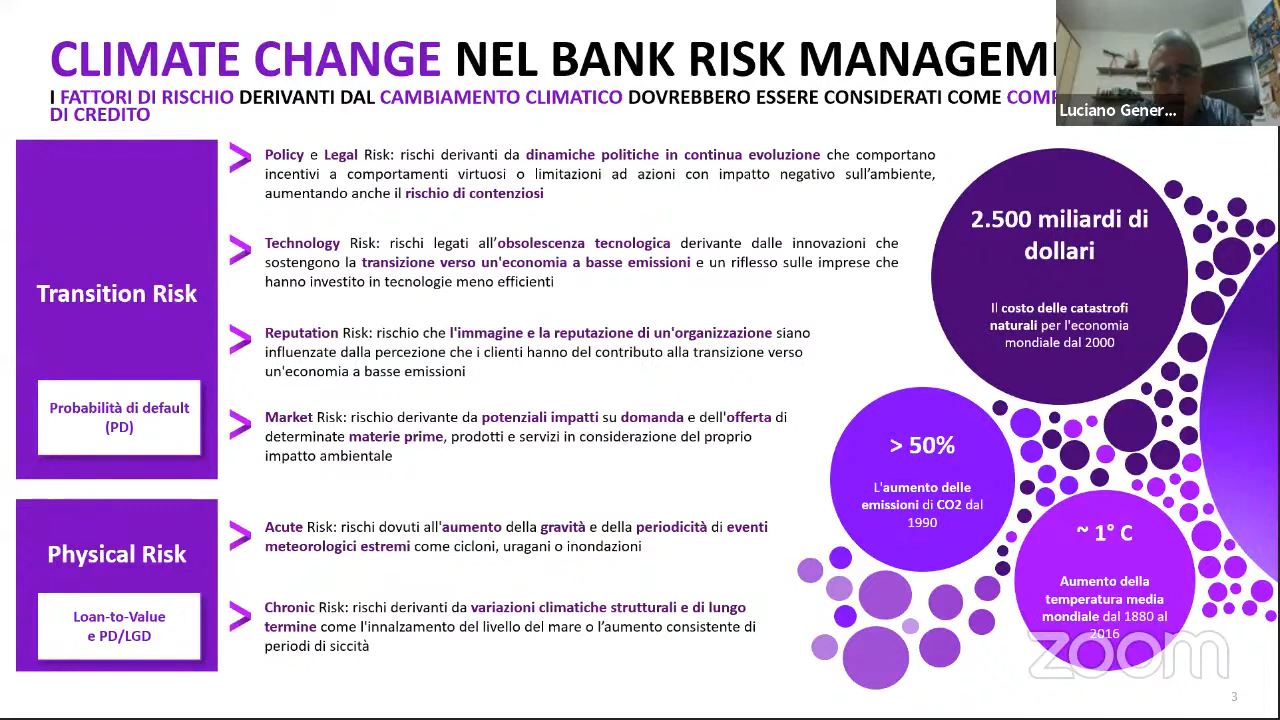 CLIMATE CHANGE NEL BANK RISK MANAGEM
I FATTORI DI RISCHIO DERIVANTI DAL CAMBIAMENTO CLIMATICO DOVREBBERO ESSERE CONSIDERATI COME
DI CREDITO
Luciano Gener...
Transition Risk
Probabilità di default
(PD)
Policy e Legal Risk: rischi derivanti da dinamiche politiche in continua evoluzione che comportano
incentivi a comportamenti virtuosi o limitazioni ad azioni con impatto negativo sull'ambiente,
aumentando anche il rischio di contenziosi
Technology Risk: rischi legati all'obsolescenza tecnologica derivante dalle innovazioni che
sostengono la transizione verso un'economia a basse emissioni e un riflesso sulle imprese che
hanno investito in tecnologie meno efficienti
Reputation Risk: rischio che l'immagine e la reputazione di un'organizzazione siano
influenzate dalla percezione che i clienti hanno del contributo alla transizione verso
un'economia a basse emissioni
Market Risk: rischio derivante da potenziali impatti su domanda e dell'offerta di
determinate materie prime, prodotti e servizi in considerazione del proprio
impatto ambientale
Physical Risk
Loan-to-Value
e PD/LGD
Acute Risk: rischi dovuti all'aumento della gravità e della periodicità di eventi
meteorologici estremi come cicloni, uragani o inondazioni
Chronic Risk: rischi derivanti da variazioni climatiche strutturali e di lungo
termine come l'innalzamento del livello del mare o l'aumento consistente di
periodi di siccità
2.500 miliardi di
dollari
Il costo delle catastrofi
naturali per l'economia
mondiale dal 2000
> 50%
L'aumento delle
emissioni di CO2 dal
1990
~ 1° C
Aumento della
temperatura media
mondiale dal 1880 al
2016
zoom
3